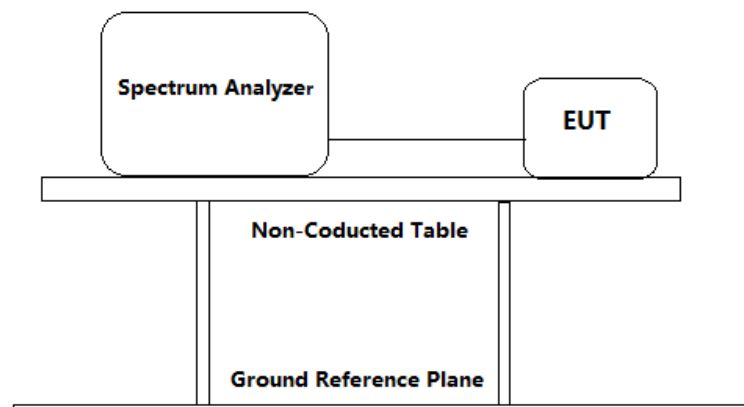 Spectrum Analyzer
EUT
Non-Coducted Table
Ground Reference Plane